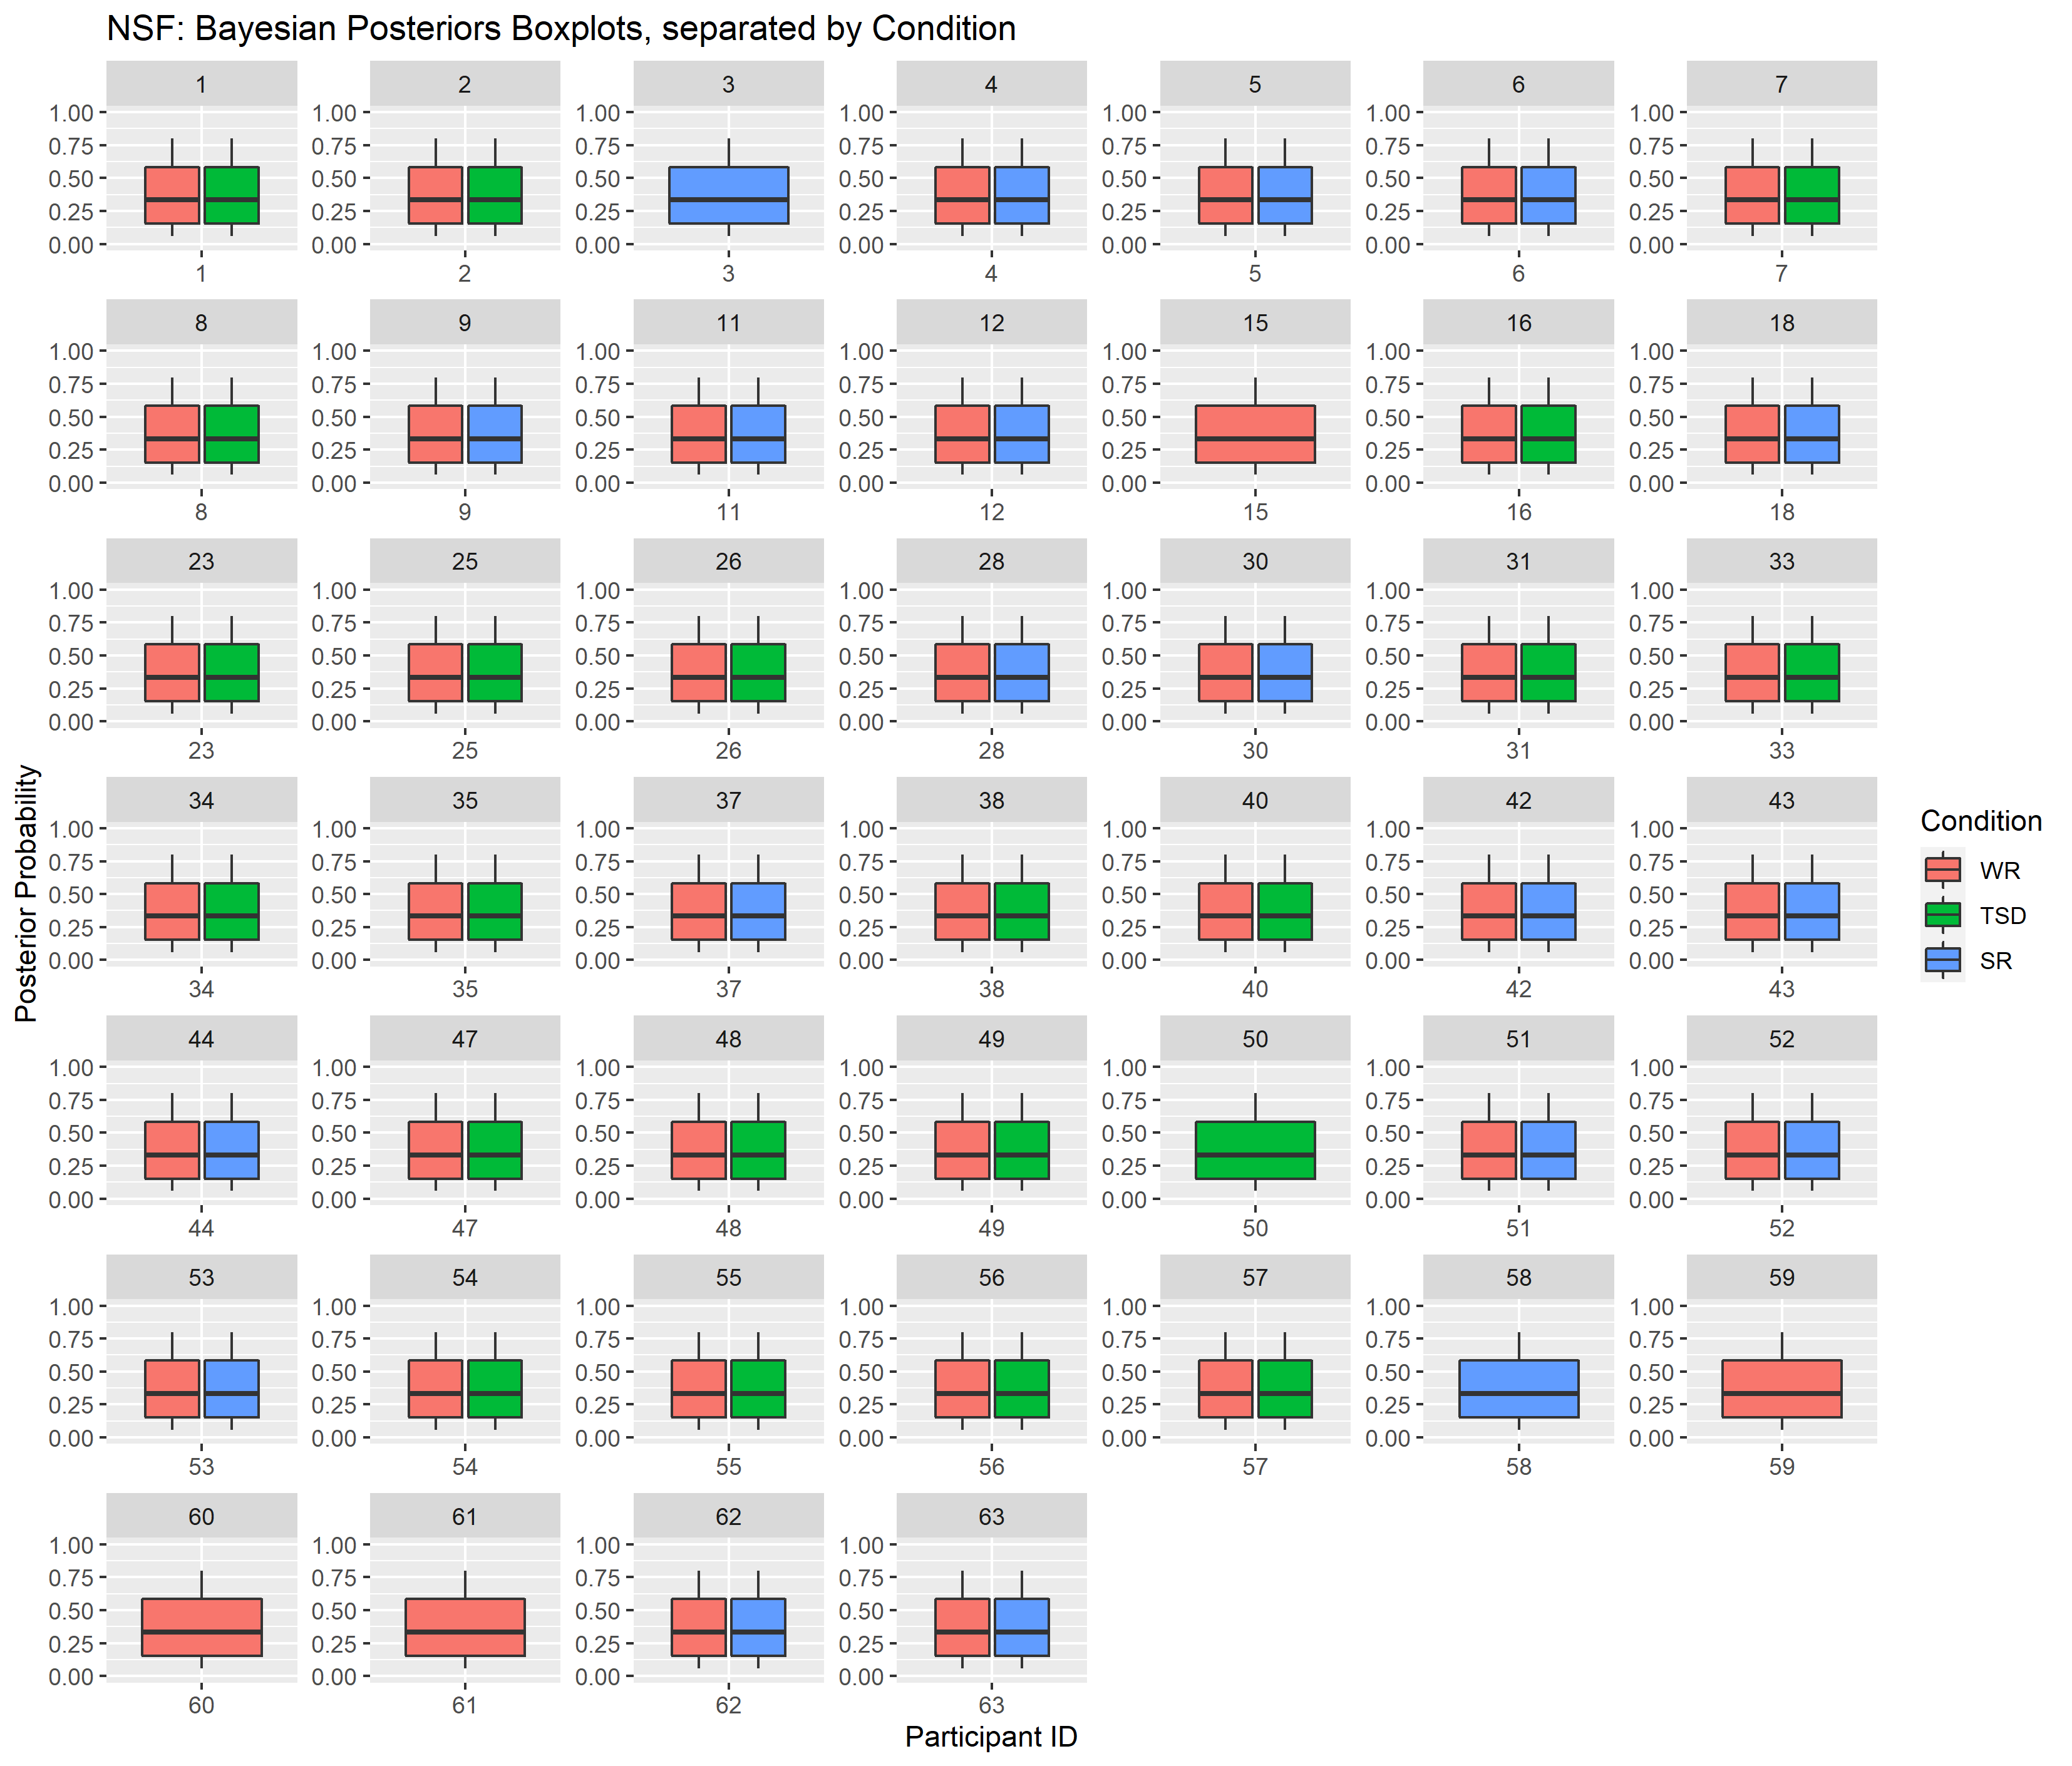 NSF: Bayesian Posteriors Boxplots, separated by Condition
1 2 3 4 5 6 7
1.00 1.00 1.00 1.00 1.00 1.00 1.00
0.75 0.75 0.75 0.75 0.75 0.75 0.75
0.50 0.50 0.50 0.50 0.50 0.50 0.50
0.25 0.25 0.25 0.25 0.25 0.25 0.25
0.00 0.00 0.00 0.00 0.00 0.00 0.00
1 2 3 4 5 6 7
8 9 11 12 15 16 18
1.00 1.00 1.00 1.00 1.00 1.00 1.00
0.75 0.75 0.75 0.75 0.75 0.75 0.75
0.50 0.50 0.50 0.50 0.50 0.50 0.50
0.25 0.25 0.25 0.25 0.25 0.25 0.25
0.00 0.00 0.00 0.00 0.00 0.00 0.00
8 9 11 12 15 16 18
23 25 26 28 30 31 33
1.00 1.00 1.00 1.00 1.00 1.00 1.00
0.75 0.75 0.75 0.75 0.75 0.75 0.75
0.50 0.50 0.50 0.50 0.50 0.50 0.50
0.25 0.25 0.25 0.25 0.25 0.25 0.25
0.00 0.00 0.00 0.00 0.00 0.00 0.00
23 25 26 28 30 31 33
34 35 37 38 40 42 43
1.00 1.00 1.00 1.00 1.00 1.00 1.00
0.75 0.75 0.75 0.75 0.75 0.75 0.75
0.50 0.50 0.50 0.50 0.50 0.50 0.50
0.25 0.25 0.25 0.25 0.25 0.25 0.25
0.00 0.00 0.00 0.00 0.00 0.00 0.00
34 35 37 38 40 42 43
44 47 48 49 50 51 52
1.00 1.00 1.00 1.00 1.00 1.00 1.00
0.75 0.75 0.75 0.75 0.75 0.75 0.75
0.50 0.50 0.50 0.50 0.50 0.50 0.50
0.25 0.25 0.25 0.25 0.25 0.25 0.25
0.00 0.00 0.00 0.00 0.00 0.00 0.00
44 47 48 49 50 51 52
53 54 55 56 57 58 59
1.00 1.00 1.00 1.00 1.00 1.00 1.00
0.75 0.75 0.75 0.75 0.75 0.75 0.75
0.50 0.50 0.50 0.50 0.50 0.50 0.50
0.25 0.25 0.25 0.25 0.25 0.25 0.25
0.00 0.00 0.00 0.00 0.00 0.00 0.00
53 54 55 56 57 58 59
60 61 62 63
1.00 1.00 1.00 1.00
0.75 0.75 0.75 0.75
0.50 0.50 0.50 0.50
0.25 0.25 0.25 0.25
0.00 0.00 0.00 0.00
60 61 62 63
Participant ID
Posterior Probability
Condition
WR
TSD
SR